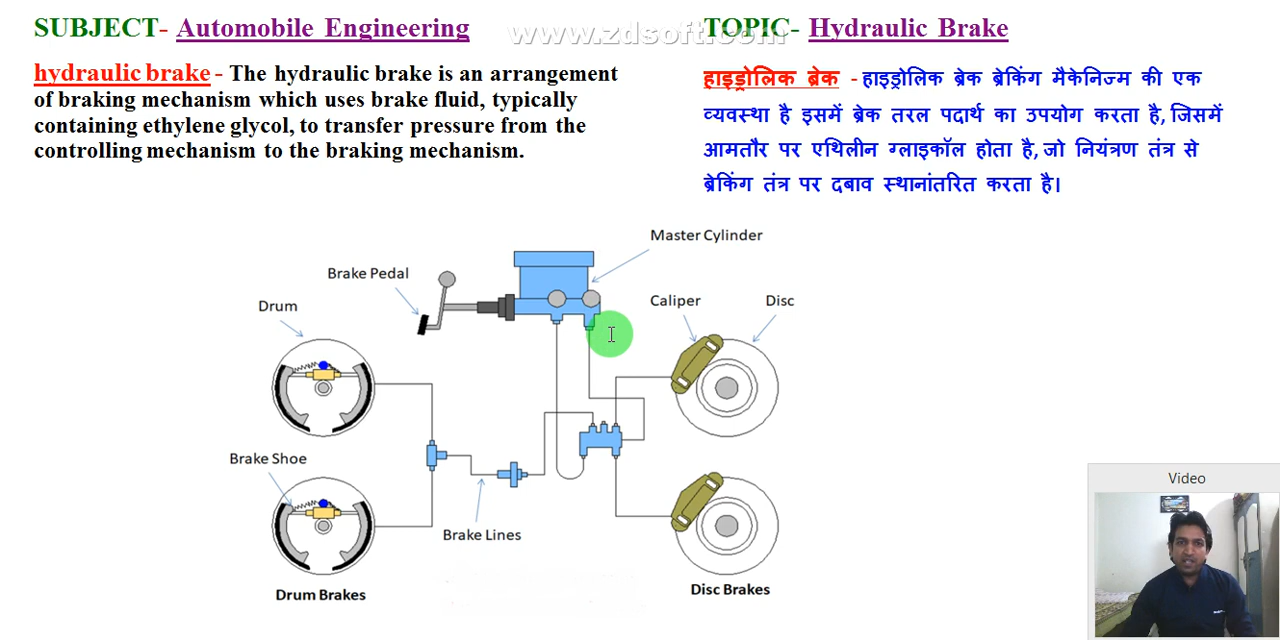 SUBJECT- Automobile Engineering
www.zdsoft.com
TOPIC- Hydraulic Brake
hydraulic brake - The hydraulic brake is an arrangement
of braking mechanism which uses brake fluid, typically
containing ethylene glycol, to transfer pressure from the
controlling mechanism to the braking mechanism.
हाइड्रोलिक ब्रेक - हाइड्रोलिक ब्रेक ब्रेकिंग मैकेनिज्म की एक
व्यवस्था है इसमें ब्रेक तरल पदार्थ का उपयोग करता है, जिसमें
आमतौर पर एथिलीन ग्लाइकॉल होता है, जो नियंत्रण तंत्र से
ब्रेकिंग तंत्र पर दबाव स्थानांतरित करता है।
Master Cylinder
Brake Pedal
Drum
Caliper
Disc
Brake Shoe
Brake Lines
Drum Brakes
Disc Brakes
Video